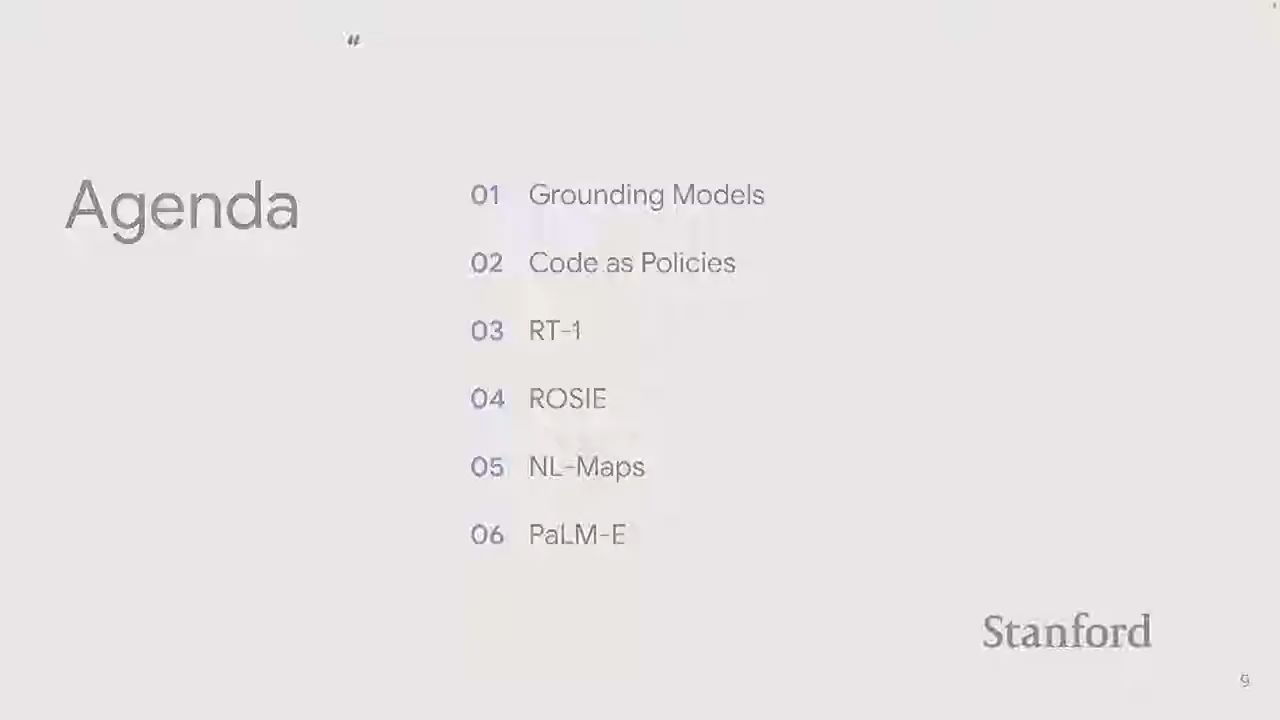 “
Agenda
01 Grounding Models
02 Code as Policies
03 RT-1
04 ROSIE
05 NL-Maps
06 PaLM-E
Stanford
9